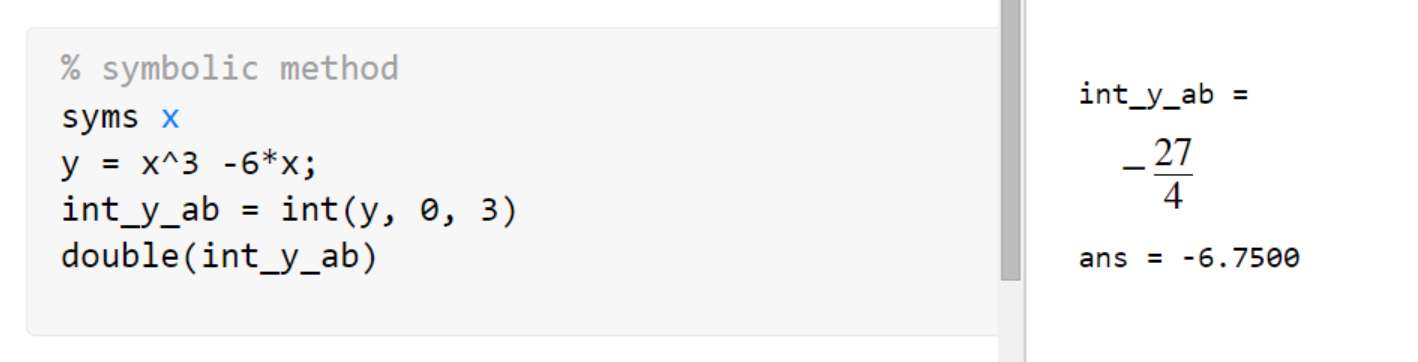 % symbolic method
syms x
y = x^3 -6*x;
int_y_ab = int(y, 0, 3)
double(int_y_ab)
int_y_ab =
−27/4
ans = -6.7500